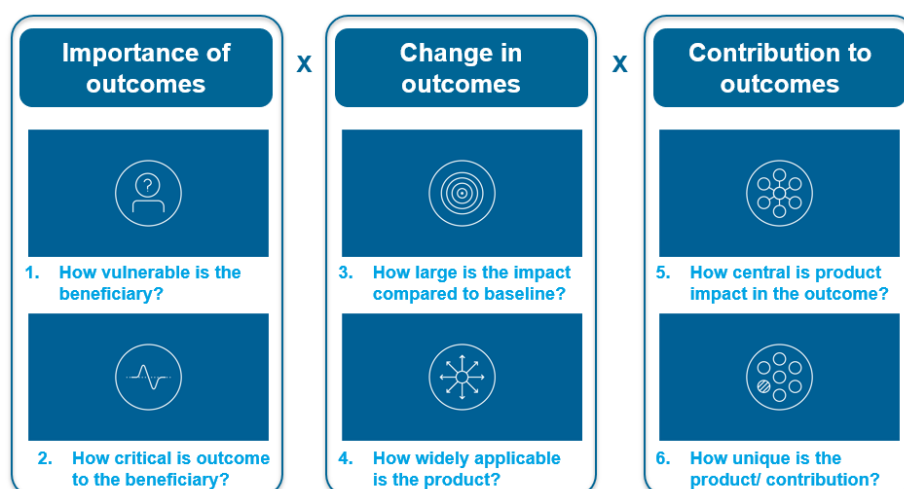 Importance of
outcomes
x
Change in
outcomes
x
Contribution to
outcomes
?
1. How vulnerable is the
beneficiary?
3. How large is the impact
compared to baseline?
5. How central is product
impact in the outcome?
2. How critical is outcome
to the beneficiary?
4. How widely applicable
is the product?
6. How unique is the
product/ contribution?